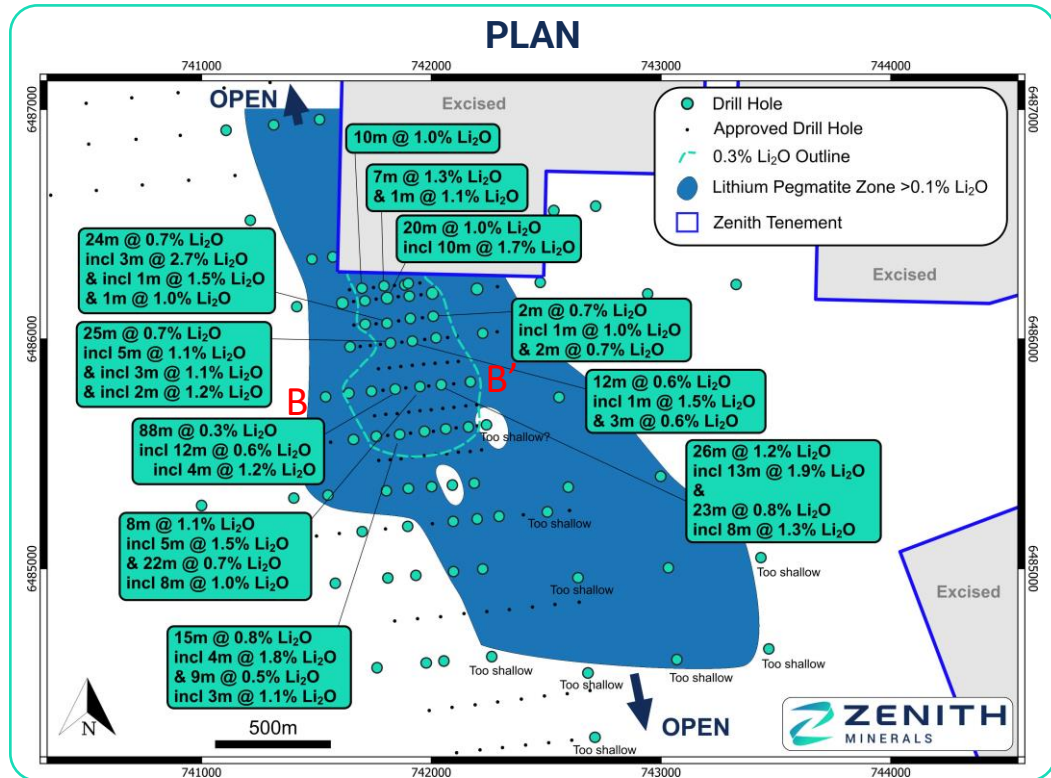 PLAN
741000
742000
743000
744000
6487000
6487000
OPEN
Excised
Drill Hole
Approved Drill Hole
0.3% Li₂O Outline
Lithium Pegmatite Zone >0.1% Li₂O
Zenith Tenement
10m @ 1.0% Li₂O
7m @ 1.3% Li₂O
& 1m @ 1.1% Li₂O
20m @ 1.0% Li₂O
incl 10m @ 1.7% Li₂O
24m @ 0.7% Li₂O
incl 3m @ 2.7% Li₂O
& incl 1m @ 1.5% Li₂O
& 1m @ 1.0% Li₂O
Excised
2m @ 0.7% Li₂O
incl 1m @ 1.0% Li₂O
& 2m @ 0.7% Li₂O
6486000
6486000
25m @ 0.7% Li₂O
incl 5m @ 1.1% Li₂O
& incl 3m @ 1.1% Li₂O
& incl 2m @ 1.2% Li₂O
B
B'
12m @ 0.6% Li₂O
incl 1m @ 1.5% Li₂O
& 3m @ 0.6% Li₂O
88m @ 0.3% Li₂O
incl 12m @ 0.6% Li₂O
incl 4m @ 1.2% Li₂O
Too shallow?
26m @ 1.2% Li₂O
incl 13m @ 1.9% Li₂O
&
23m @ 0.8% Li₂O
incl 8m @ 1.3% Li₂O
8m @ 1.1% Li₂O
incl 5m @ 1.5% Li₂O
& 22m @ 0.7% Li₂O
incl 8m @ 1.0% Li₂O
Too shallow
6485000
6485000
Too shallow
Too shallow
Excised
15m @ 0.8% Li₂O
incl 4m @ 1.8% Li₂O
& 9m @ 0.5% Li₂O
incl 3m @ 1.1% Li₂O
Too shallow
Too shallow
Too shallow
Too shallow
N
500m
OPEN
Too shallow
ZENITH
MINERALS
741000
742000
743000
744000